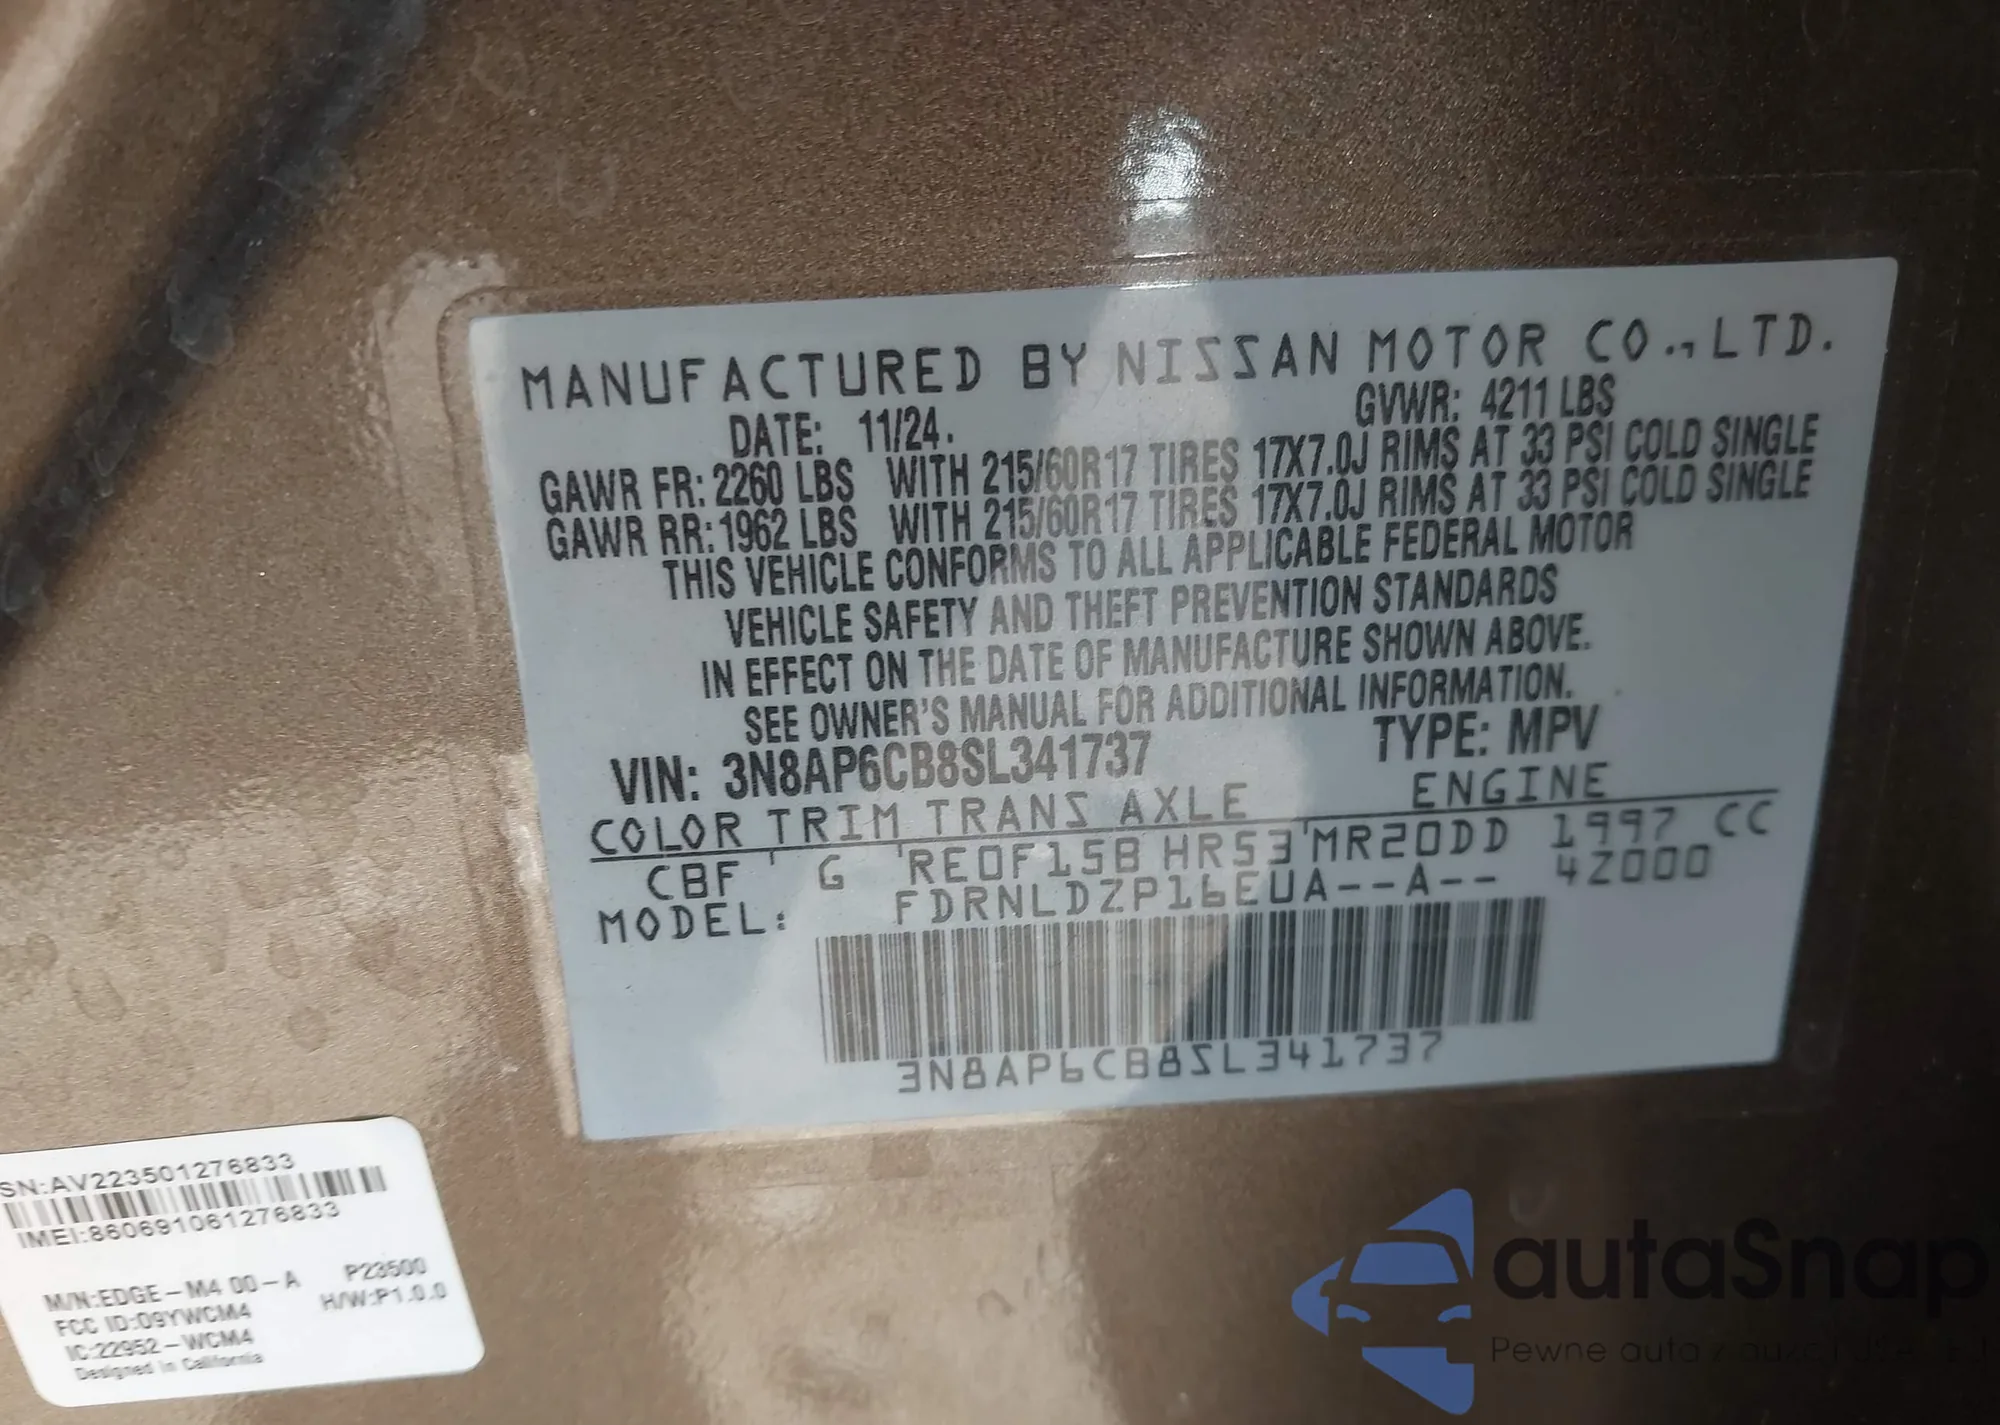 MANUFACTURED BY NISSAN MOTOR CO., LTD.
DATE: 11/24. GVWR: 4211 LBS
GAWR FR: 2260 LBS WITH 215/60R17 TIRES 17X7.0J RIMS AT 33 PSI COLD SINGLE
GAWR RR: 1962 LBS WITH 215/60R17 TIRES 17X7.0J RIMS AT 33 PSI COLD SINGLE
THIS VEHICLE CONFORMS TO ALL APPLICABLE FEDERAL MOTOR
VEHICLE SAFETY AND THEFT PREVENTION STANDARDS
IN EFFECT ON THE DATE OF MANUFACTURE SHOWN ABOVE.
SEE OWNER'S MANUAL FOR ADDITIONAL INFORMATION.
VIN: 3N8AP6CB8SL341737 TYPE: MPV
COLOR TRIM TRANS AXLE ENGINE
CBF G RE0F15B HR53 MR20DD 1997 CC
MODEL: FDRNLDZP16EUA--A-- 4Z000
3N8AP6CB8SL341737
SN:AV223501276833
IMEI:860691061276833
M/N:EDGE-M4 00-A P23500
FCC ID:O9YWCM4 H/W:P1.0.0
IC:22952-WCM4
Designed in California
autaSnap
Pewne auta z aukcji